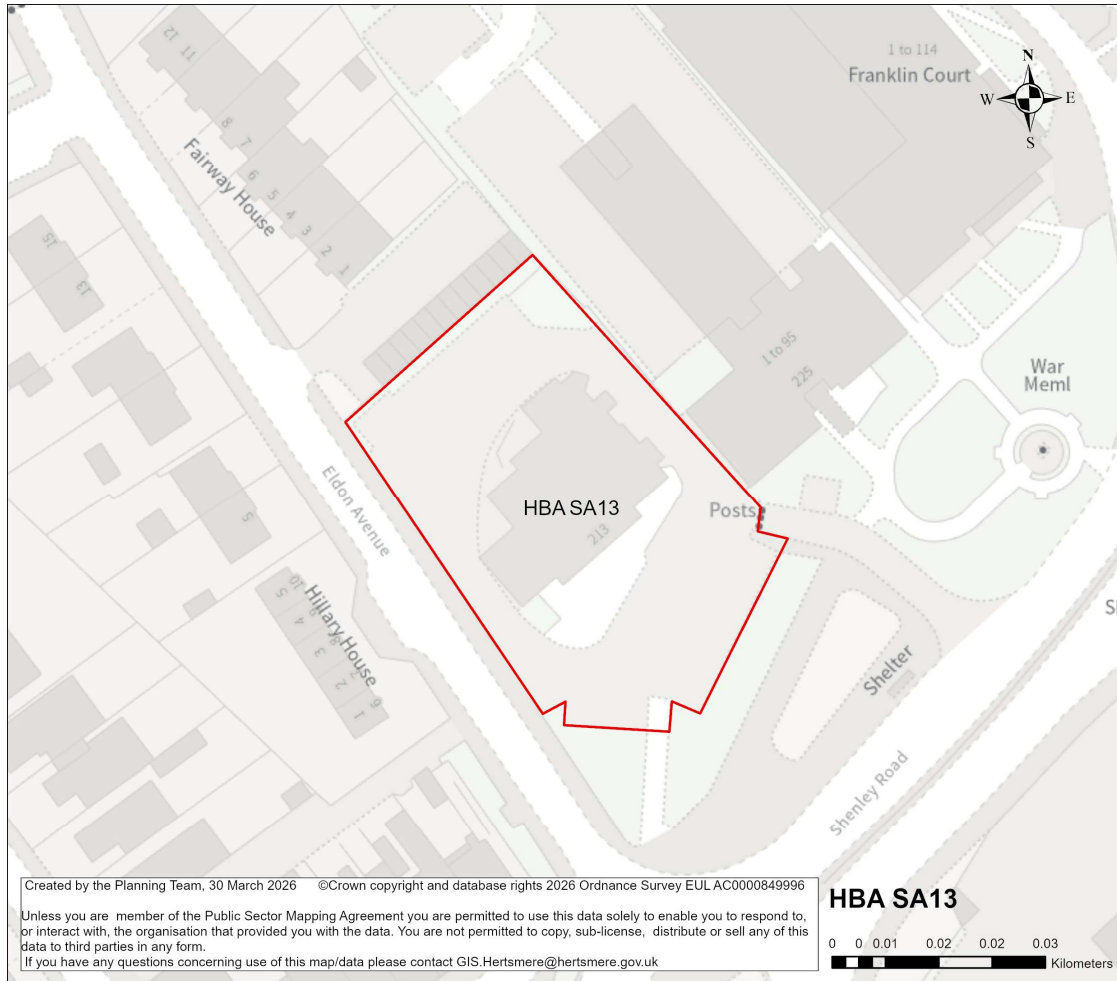 1 to 114
Franklin Court
N
W E
S
12
11
8
7
6
5
4
3
2
1
Fairway House
15
13
1 to 95
225
War
Meml
HBA SA13
213
Posts
Eldon Avenue
5
10
5
4
3
2
1
6
Hillary House
Shelter
Shenley Road
Created by the Planning Team, 30 March 2026 ©Crown copyright and database rights 2026 Ordnance Survey EUL AC0000849996
Unless you are member of the Public Sector Mapping Agreement you are permitted to use this data solely to enable you to respond to,
or interact with, the organisation that provided you with the data. You are not permitted to copy, sub-license, distribute or sell any of this
data to third parties in any form.
If you have any questions concerning use of this map/data please contact GIS.Hertsmere@hertsmere.gov.uk
HBA SA13
0 0 0.01 0.02 0.02 0.03
Kilometers